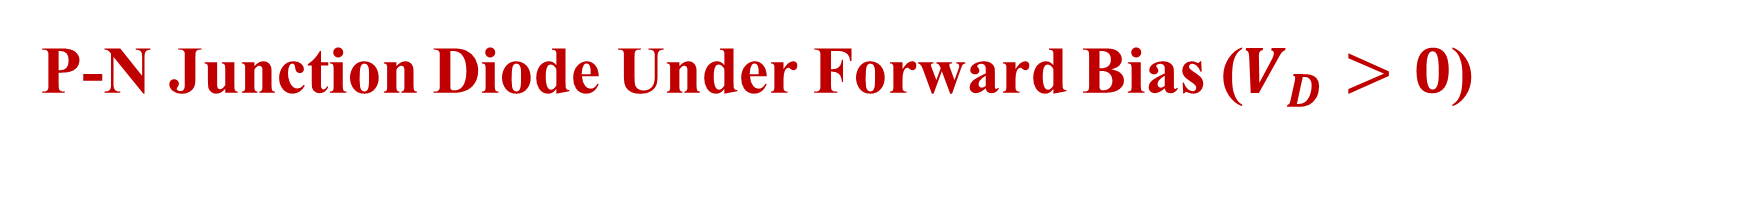 P-N Junction Diode Under Forward Bias (V_D > 0)